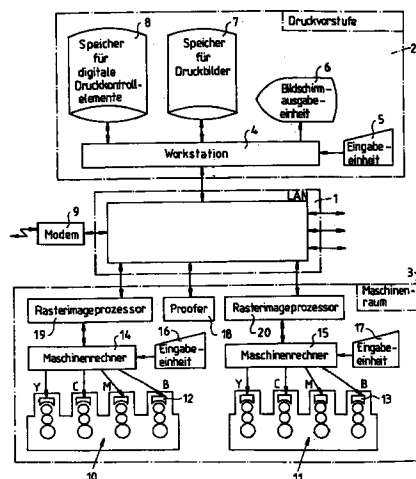 8
7
Druckvorstufe
Speicher
für
digitale
Druckkontroll-
elemente
Speicher
für
Druckbilder
6
Bildschirm-
ausgabe-
einheit
2
4
5
Workstation
Eingabe-
einheit
LAN
1
9
Modem
3
Maschinen-
raum
Rasterimageprozessor
Proofer
Rasterimageprozessor
19
14
16
18
20
15
17
Maschinenrechner
Eingabe-
einheit
Maschinenrechner
Eingabe-
einheit
Y C M B
Y C M B
12
13
10
11